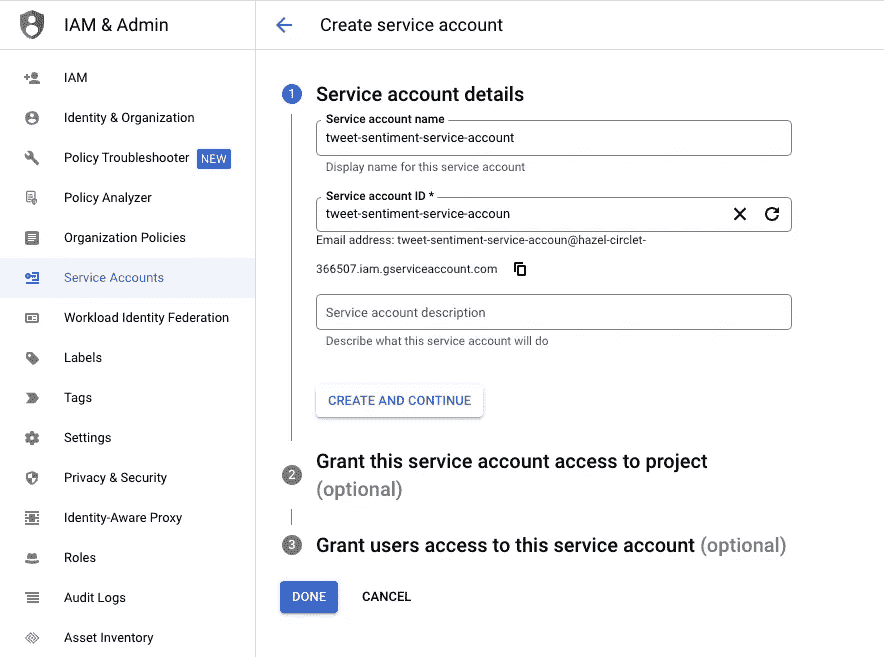 IAM & Admin
Create service account
IAM
Identity & Organization
Policy Troubleshooter NEW
Policy Analyzer
Organization Policies
Service Accounts
Workload Identity Federation
Labels
Tags
Settings
Privacy & Security
Identity-Aware Proxy
Roles
Audit Logs
Asset Inventory
1 Service account details
Service account name
tweet-sentiment-service-account
Display name for this service account
Service account ID *
tweet-sentiment-service-accoun
Email address: tweet-sentiment-service-accoun@hazel-circlet-
366507.iam.gserviceaccount.com
Service account description
Describe what this service account will do
CREATE AND CONTINUE
2 Grant this service account access to project
(optional)
3 Grant users access to this service account (optional)
DONE CANCEL